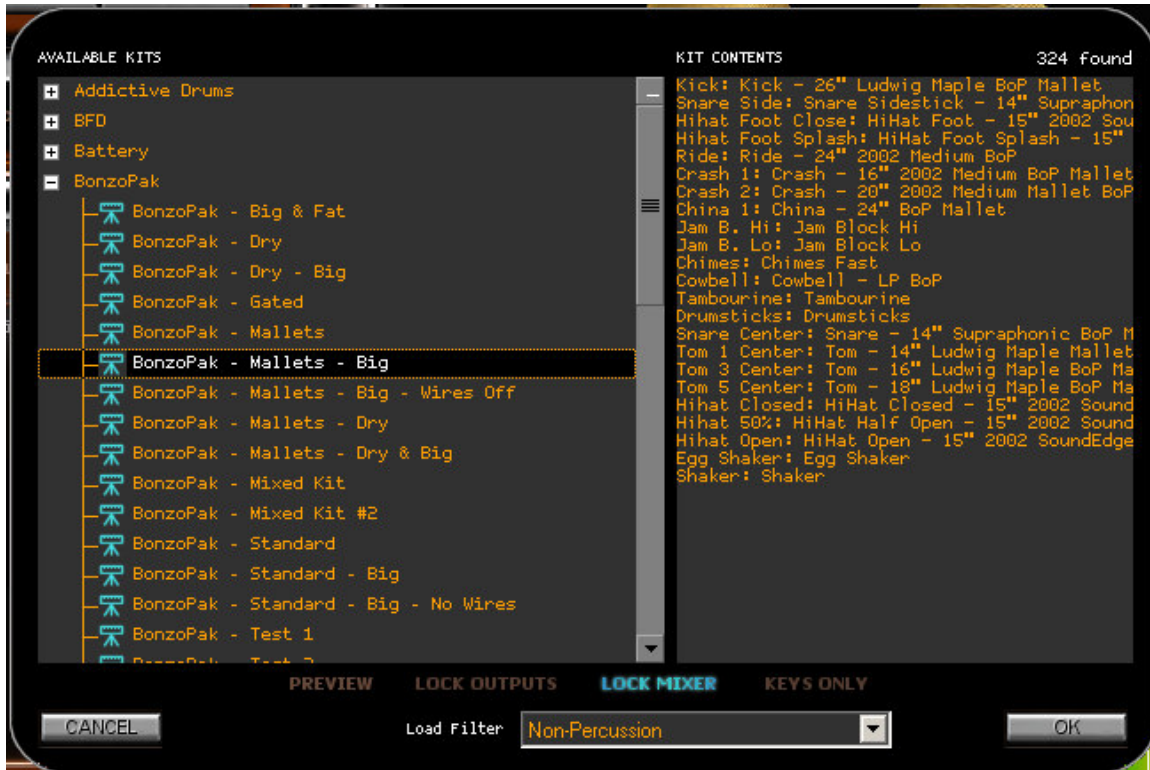 AVAILABLE KITS
Addictive Drums
BFD
Battery
BonzoPak
BonzoPak - Big & Fat
BonzoPak - Dry
BonzoPak - Dry - Big
BonzoPak - Gated
BonzoPak - Mallets
BonzoPak - Mallets - Big
BonzoPak - Mallets - Big - Wires Off
BonzoPak - Mallets - Dry
BonzoPak - Mallets - Dry & Big
BonzoPak - Mixed Kit
BonzoPak - Mixed Kit #2
BonzoPak - Standard
BonzoPak - Standard - Big
BonzoPak - Standard - Big - No Wires
BonzoPak - Test 1
KIT CONTENTS 324 found
Kick: Kick - 26" Ludwig Maple BoP Mallet
Snare Side: Snare Sidestick - 14" Supraphon
Hihat Foot Close: HiHat Foot - 15" 2002 Sou
Hihat Foot Splash: HiHat Foot Splash - 15"
Ride: Ride - 24" 2002 Medium BoP
Crash 1: Crash - 16" 2002 Medium BoP Mallet
Crash 2: Crash - 20" 2002 Medium Mallet BoP
China 1: China - 24" BoP Mallet
Jam B. Hi: Jam Block Hi
Jam B. Lo: Jam Block Lo
Chimes: Chimes Fast
Cowbell: Cowbell - LP BoP
Tambourine: Tambourine
Drumsticks: Drumsticks
Snare Center: Snare - 14" Supraphonic BoP M
Tom 1 Center: Tom - 14" Ludwig Maple Mallet
Tom 3 Center: Tom - 16" Ludwig Maple BoP Ma
Tom 5 Center: Tom - 18" Ludwig Maple BoP Ma
Hihat Closed: HiHat Closed - 15" 2002 Sound
Hihat 50%: HiHat Half Open - 15" 2002 Sound
Hihat Open: HiHat Open - 15" 2002 SoundEdge
Egg Shaker: Egg Shaker
Shaker: Shaker
PREVIEW LOCK OUTPUTS LOCK MIXER KEYS ONLY
CANCEL Load Filter Non-Percussion OK